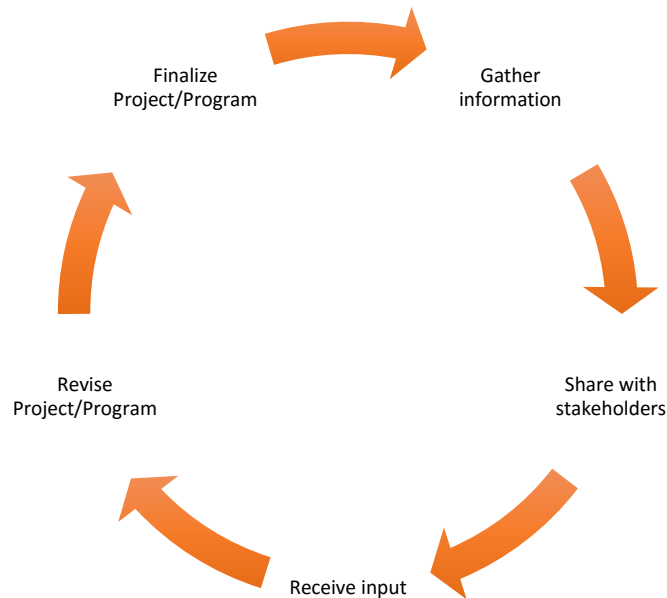 Finalize
Project/Program
Gather
information
Share with
stakeholders
Receive input
Revise
Project/Program